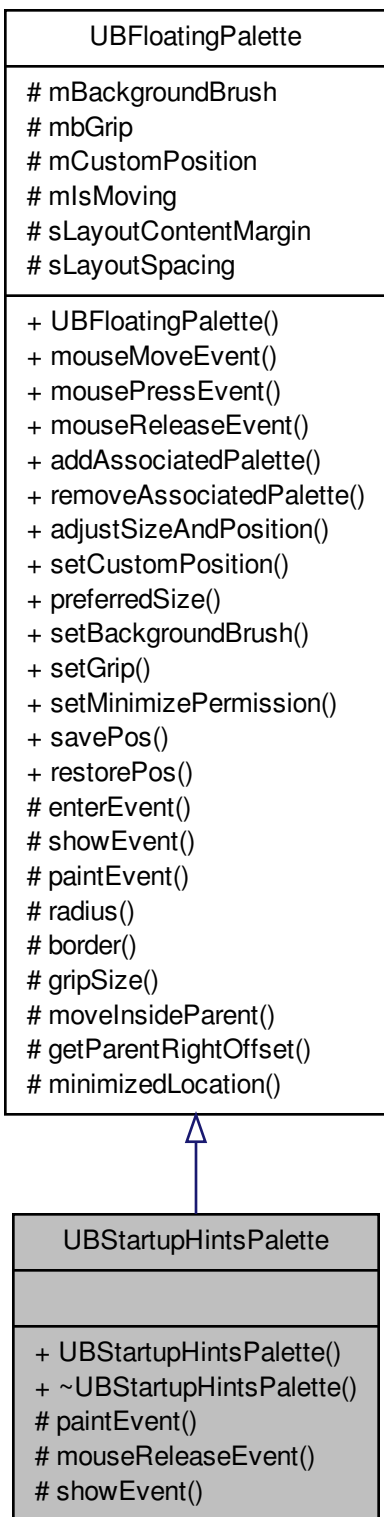 UBFloatingPalette
# mBackgroundBrush
# mbGrip
# mCustomPosition
# mIsMoving
# sLayoutContentMargin
# sLayoutSpacing
+ UBFloatingPalette()
+ mouseMoveEvent()
+ mousePressEvent()
+ mouseReleaseEvent()
+ addAssociatedPalette()
+ removeAssociatedPalette()
+ adjustSizeAndPosition()
+ setCustomPosition()
+ preferredSize()
+ setBackgroundBrush()
+ setGrip()
+ setMinimizePermission()
+ savePos()
+ restorePos()
# enterEvent()
# showEvent()
# paintEvent()
# radius()
# border()
# gripSize()
# moveInsideParent()
# getParentRightOffset()
# minimizedLocation()
UBStartupHintsPalette
+ UBStartupHintsPalette()
+ ~UBStartupHintsPalette()
# paintEvent()
# mouseReleaseEvent()
# showEvent()